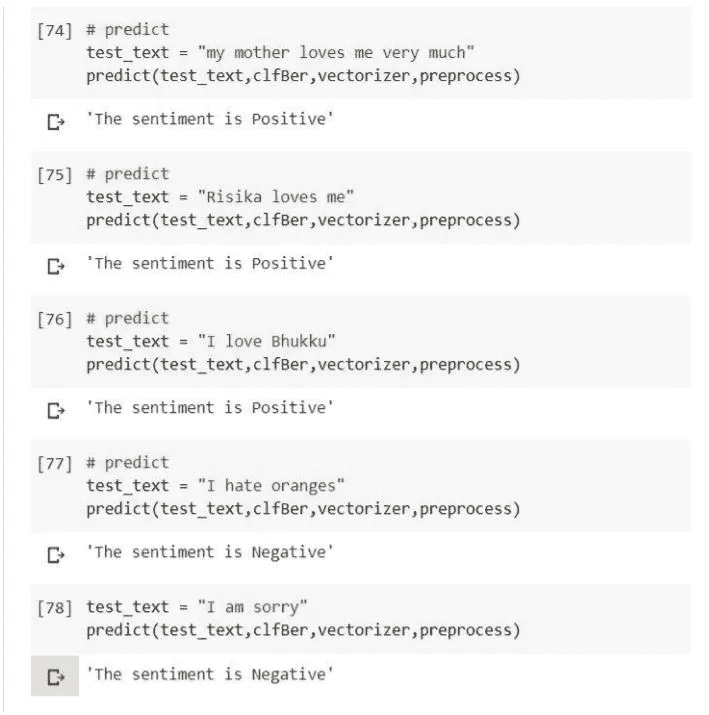 [74] # predict
test_text = "my mother loves me very much"
predict(test_text,clfBer,vectorizer,preprocess)
'The sentiment is Positive'
[75] # predict
test_text = "Risika loves me"
predict(test_text,clfBer,vectorizer,preprocess)
'The sentiment is Positive'
[76] # predict
test_text = "I love Bhukku"
predict(test_text,clfBer,vectorizer,preprocess)
'The sentiment is Positive'
[77] # predict
test_text = "I hate oranges"
predict(test_text,clfBer,vectorizer,preprocess)
'The sentiment is Negative'
[78] test_text = "I am sorry"
predict(test_text,clfBer,vectorizer,preprocess)
'The sentiment is Negative'